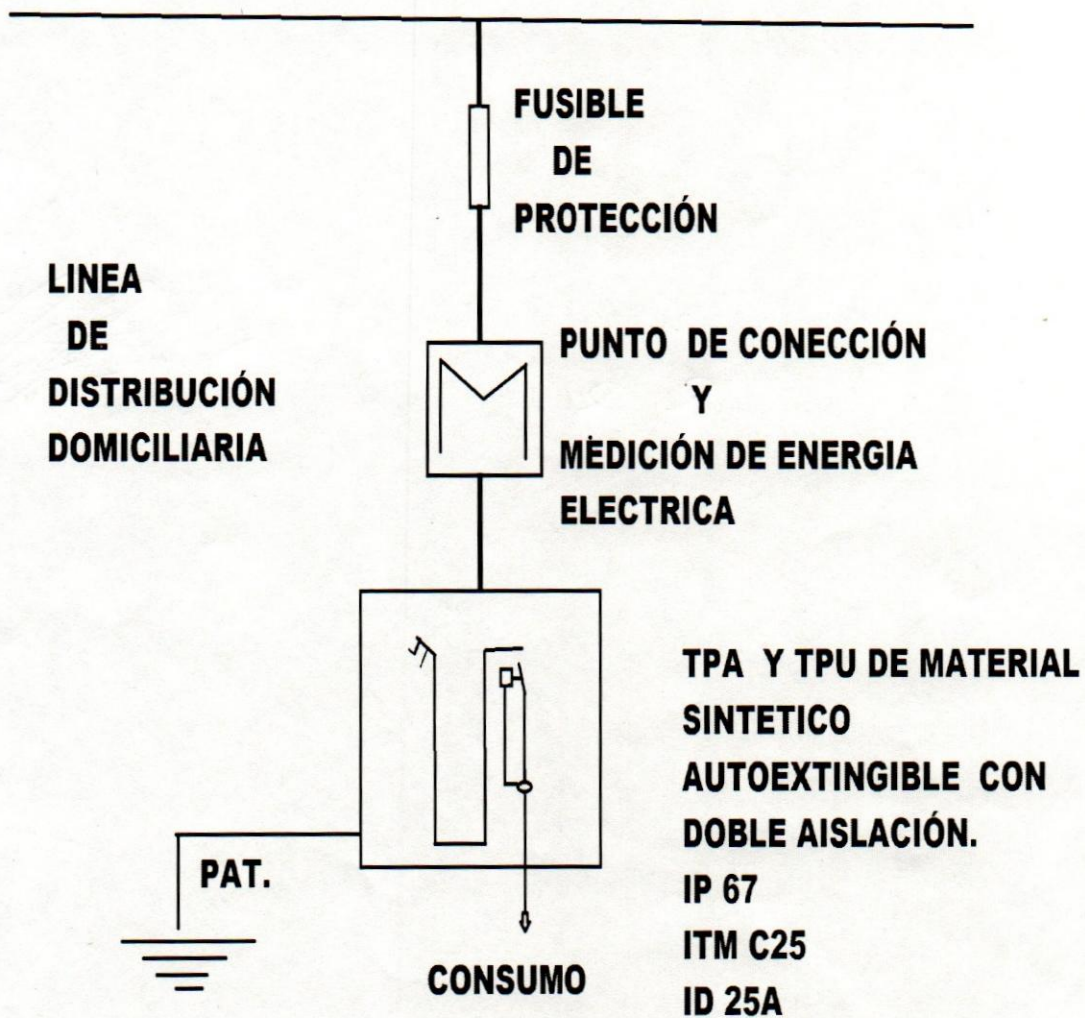 FUSIBLE
DE
PROTECCIÓN
LINEA
DE
DISTRIBUCIÓN
DOMICILIARIA
PUNTO DE CONECCIÓN
Y
MEDICIÓN DE ENERGIA
ELECTRICA
TPA Y TPU DE MATERIAL
SINTETICO
AUTOEXTINGIBLE CON
DOBLE AISLACIÓN.
IP 67
ITM C25
ID 25A
PAT.
CONSUMO